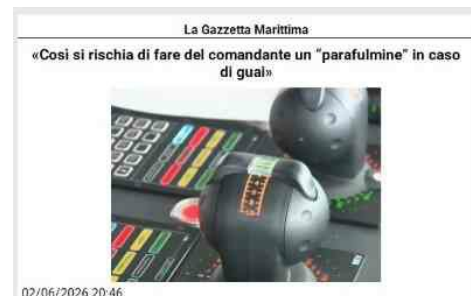 La Gazzetta Marittima
«Così si rischia di fare del comandante un "parafulmine" in caso
di guai»
02/06/2026 20:46